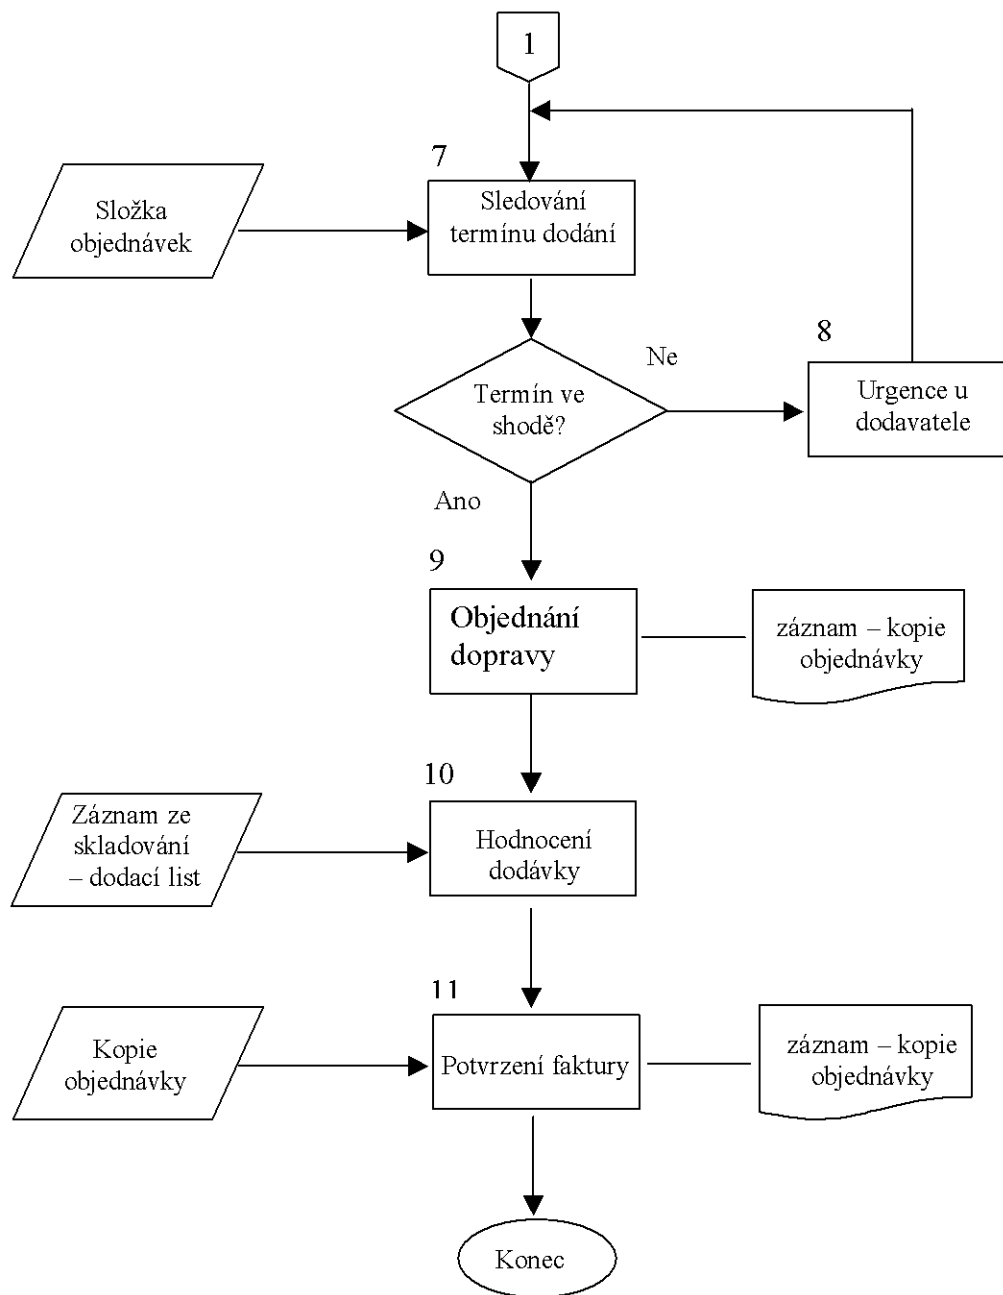 1
7
Složka
objednávek
Sledování
termínu dodání
Ne
8
Termín ve
shodě?
Urgence u
dodavatele
Ano
9
Objednání
dopravy
záznam – kopie
objednávky
10
Záznam ze
skladování
– dodací list
Hodnocení
dodávky
11
Kopie
objednávky
Potvrzení faktury
záznam – kopie
objednávky
Konec